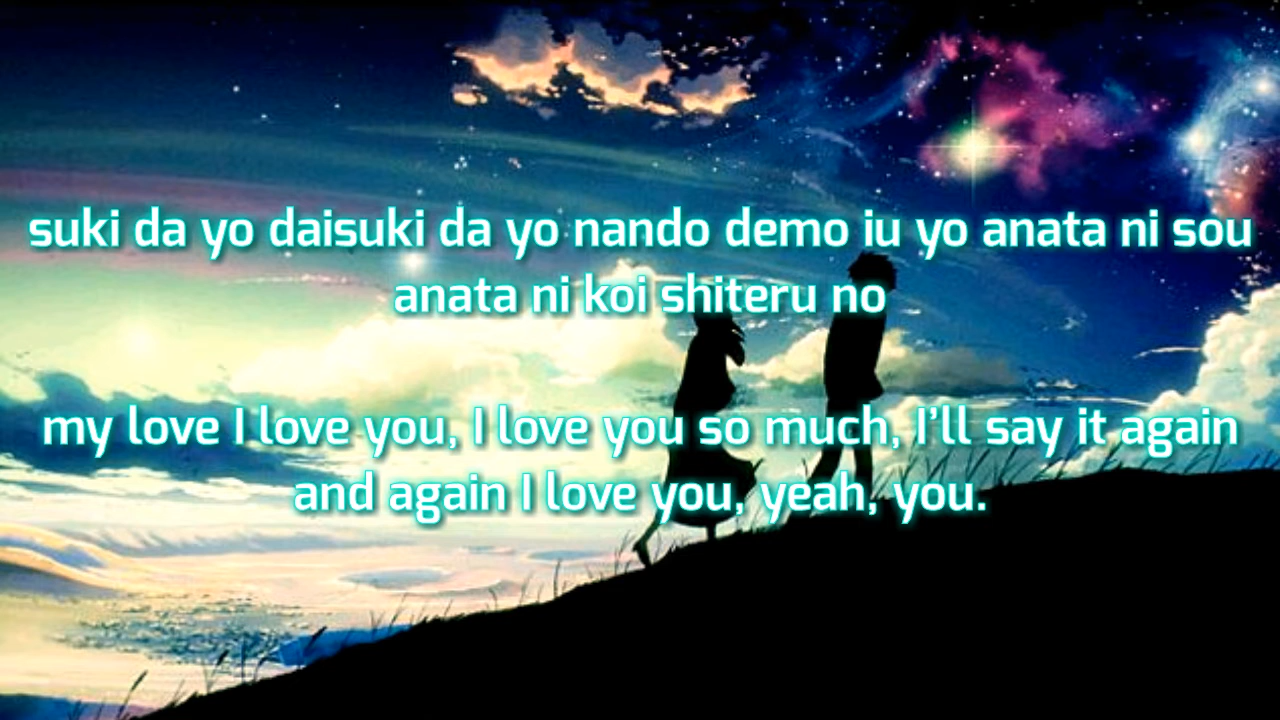 suki da yo daisuki da yo nando demo iu yo anata ni sou
anata ni koi shiteru no
my love I love you, I love you so much, I’ll say it again
and again I love you, yeah, you.